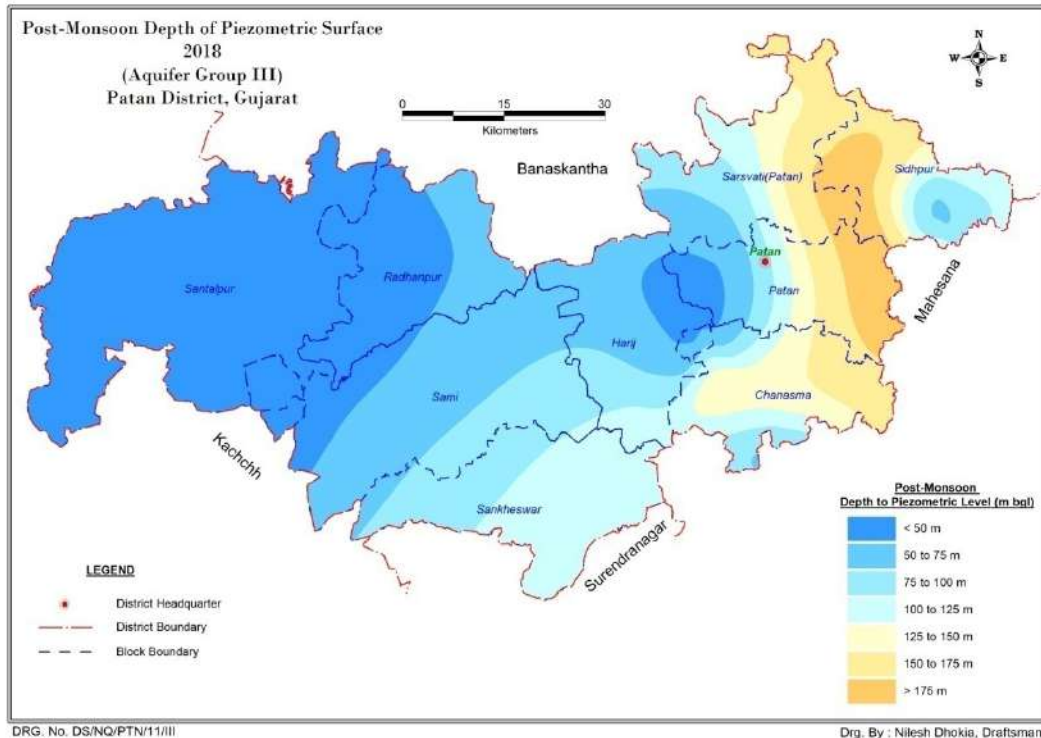 Post-Monsoon Depth of Piezometric Surface
2018
(Aquifer Group III)
Patan District, Gujarat
N
W E
S
0 15 30
Kilometers
Banaskantha
Sarsvati(Patan)
Sidhpur
Patan
Santalpur
Radhanpur
Patan
Mahesana
Harij
Sami
Chanasma
Kachchh
Sankheswar
Surendranagar
LEGEND
District Headquarter
District Boundary
Block Boundary
Post-Monsoon
Depth to Piezometric Level (m bgl)
< 50 m
50 to 75 m
75 to 100 m
100 to 125 m
125 to 150 m
150 to 175 m
> 175 m
DRG. No. DS/NQ/PTN/11/III
Drg. By : Nilesh Dhokia, Draftsman